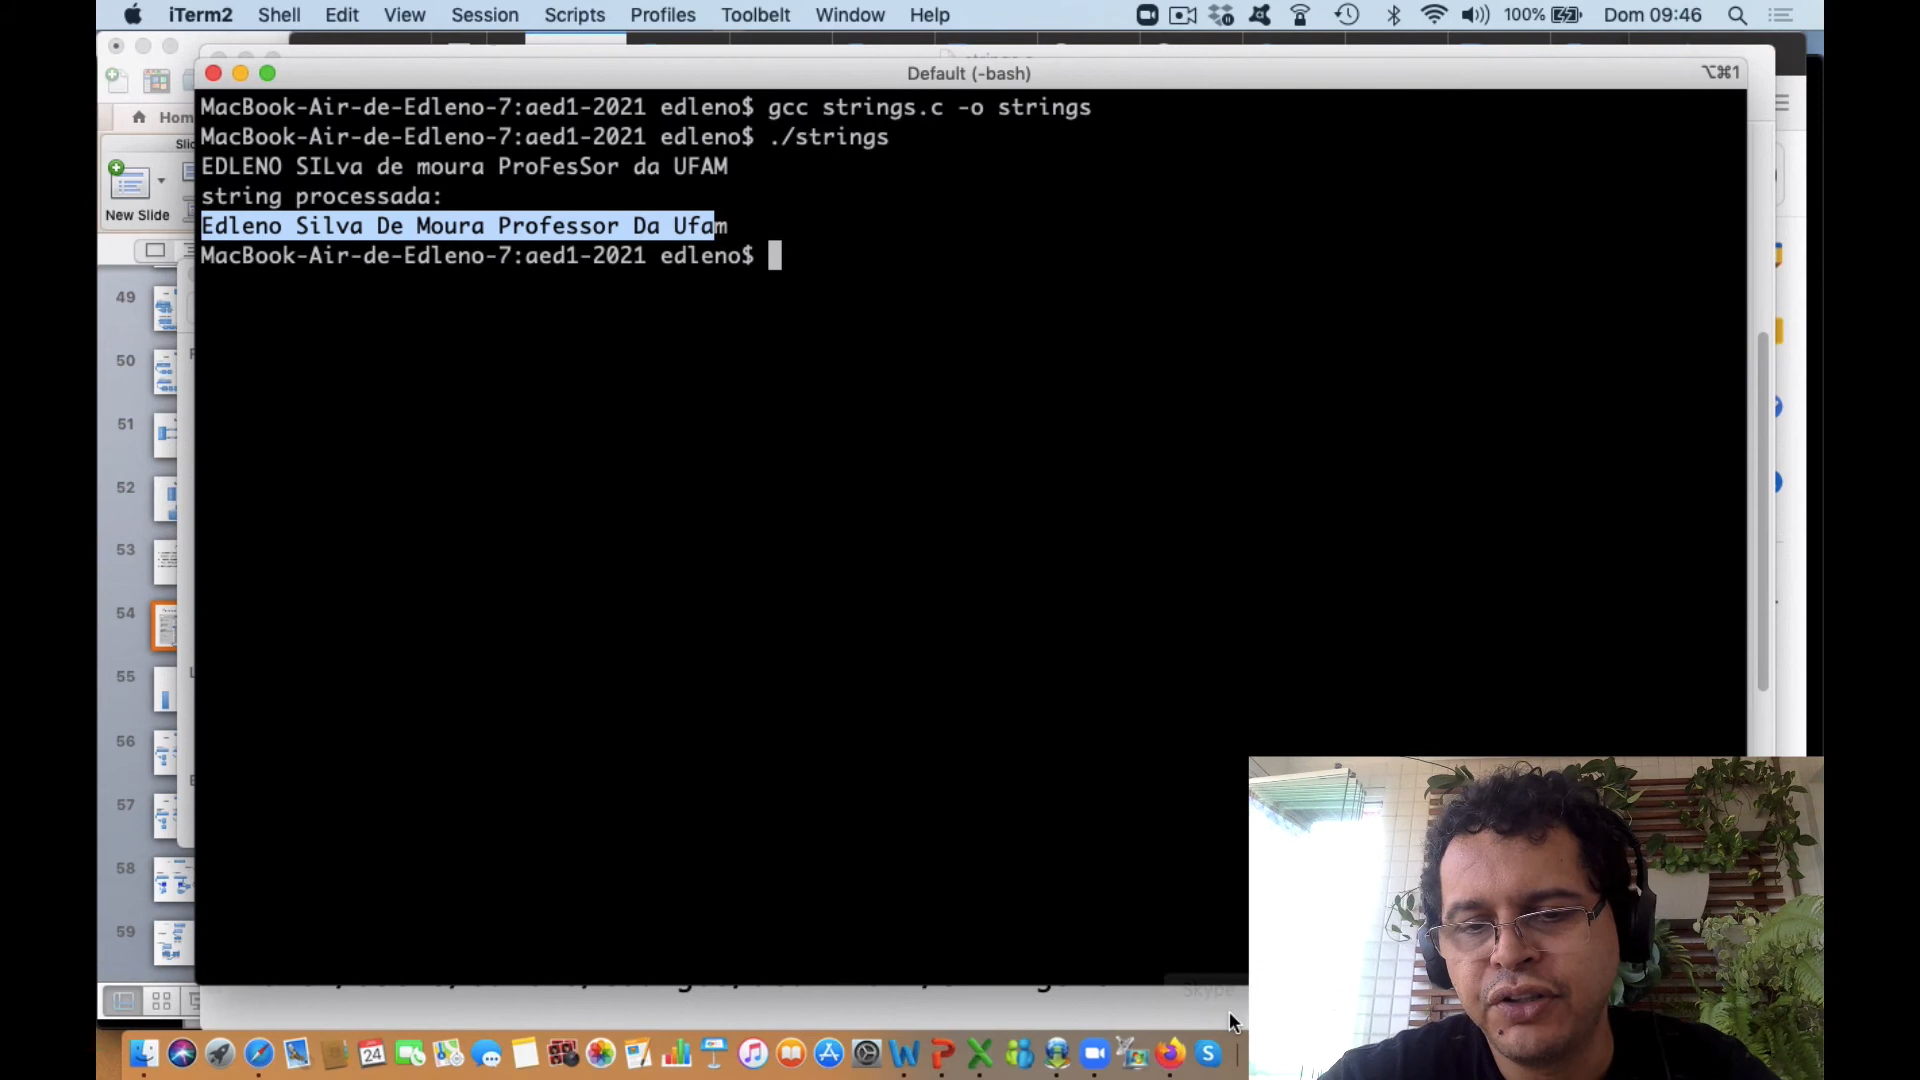 iTerm2 Shell Edit View Session Scripts Profiles Toolbelt Window Help 100% Dom 09:46
Default (-bash) ⌥⌘1
MacBook-Air-de-Edleno-7:aed1-2021 edleno$ gcc strings.c -o strings
MacBook-Air-de-Edleno-7:aed1-2021 edleno$ ./strings
EDLENO SILva de moura ProFesSor da UFAM
string processada:
Edleno Silva De Moura Professor Da Ufam
MacBook-Air-de-Edleno-7:aed1-2021 edleno$
New Slide
49
50
51
52
53
54
55
56
57
58
59
Skype
24